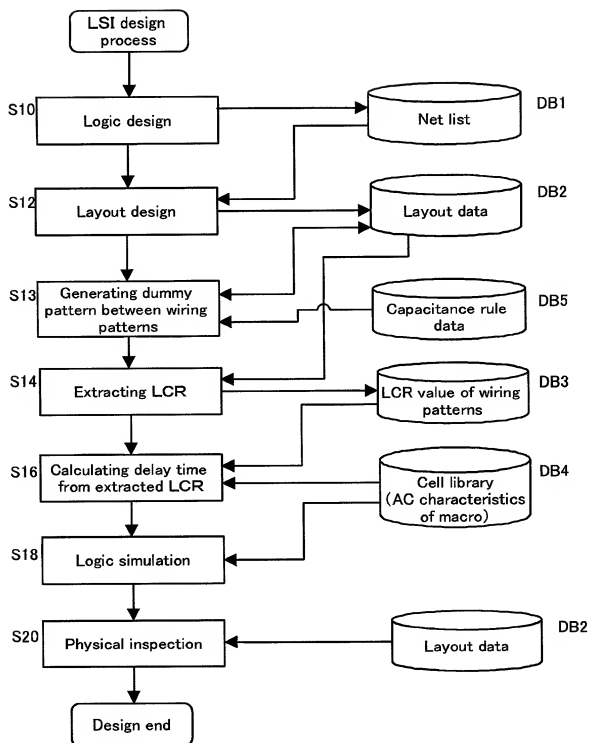 LSI design
process
S10
Logic design
Net list
DB1
S12
Layout design
Layout data
DB2
S13
Generating dummy
pattern between wiring
patterns
Capacitance rule
data
DB5
S14
Extracting LCR
LCR value of wiring
patterns
DB3
S16
Calculating delay time
from extracted LCR
Cell library
(AC characteristics
of macro)
DB4
S18
Logic simulation
S20
Physical inspection
Layout data
DB2
Design end